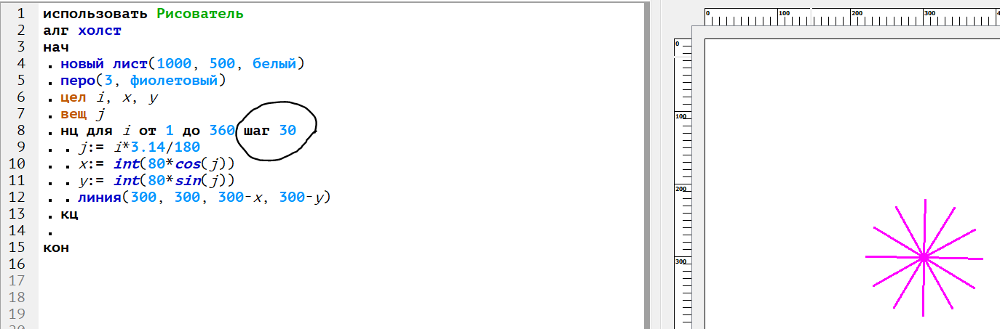 1 использовать Рисователь
2 алг холст
3 нач
4 . новый лист(1000, 500, белый)
5 . перо(3, фиолетовый)
6 . цел i, x, y
7 . вещ j
8 . нц для i от 1 до 360 шаг 30
9 . . j:= i*3.14/180
10 . . x:= int(80*cos(j))
11 . . y:= int(80*sin(j))
12 . . линия(300, 300, 300-x, 300-y)
13 . кц
14 .
15 кон
16
17
18
19
0 100 200 300 4
0
100
200
300